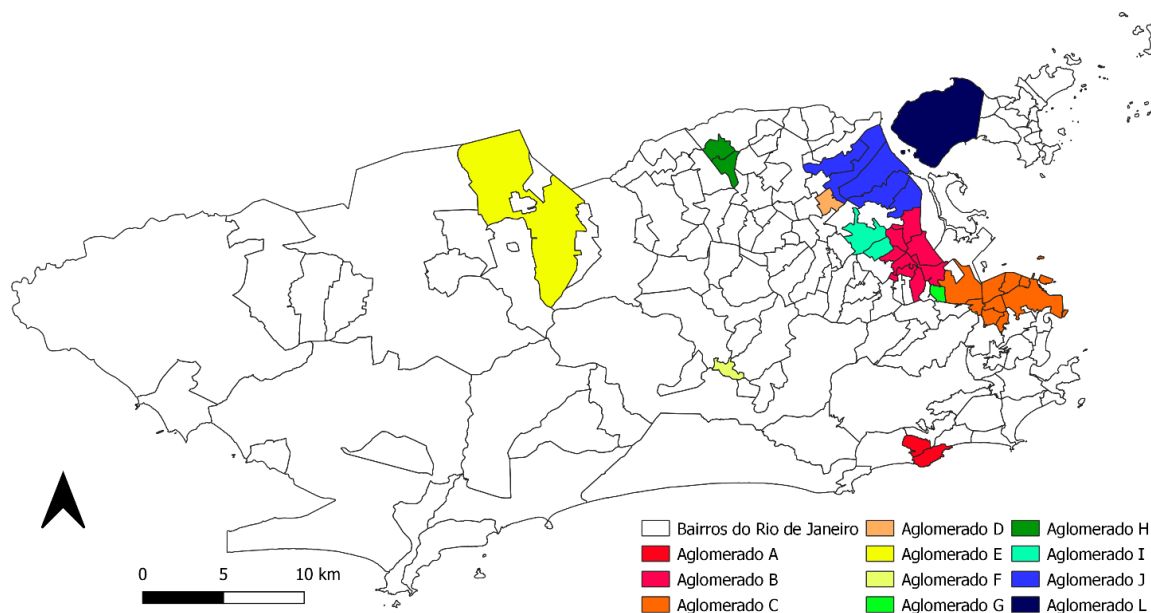 Bairros do Rio de Janeiro
Aglomerado A
Aglomerado B
Aglomerado C
Aglomerado D
Aglomerado E
Aglomerado F
Aglomerado G
Aglomerado H
Aglomerado I
Aglomerado J
Aglomerado L
0 5 10 km